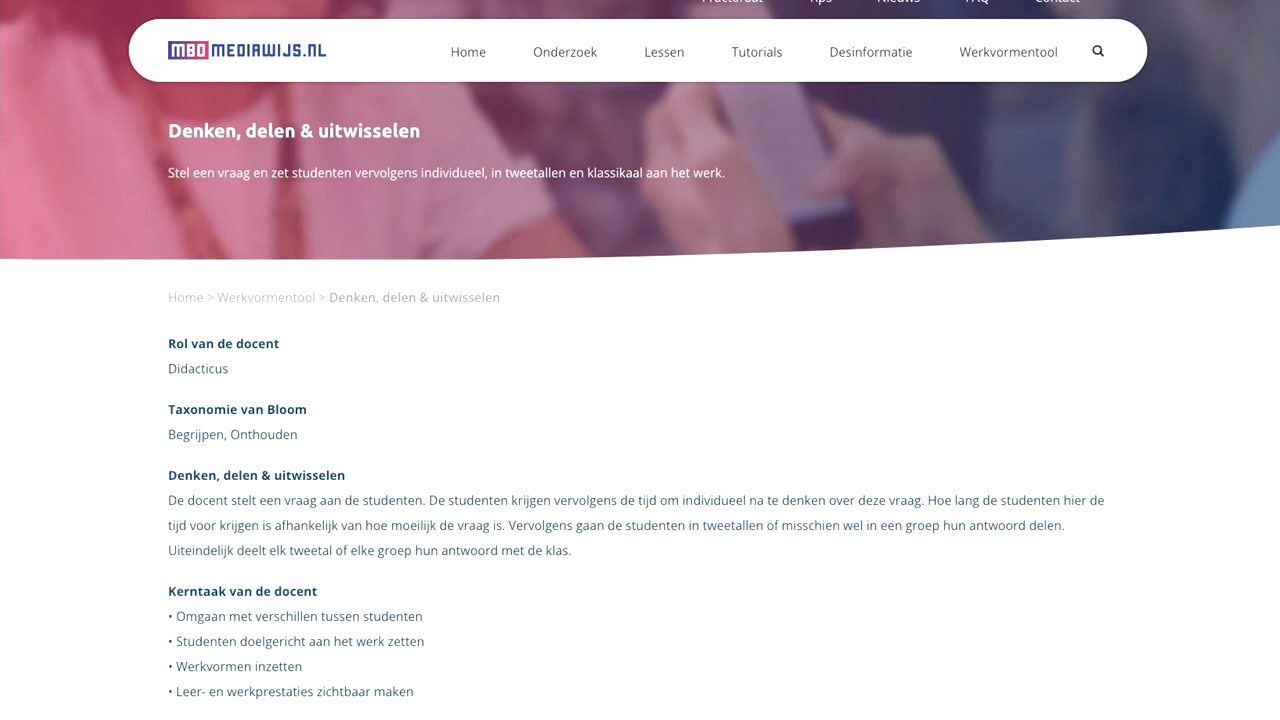 Practoraat Tips Nieuws FAQ Contact
MBO MEDIAWIJS.NL Home Onderzoek Lessen Tutorials Desinformatie Werkvormentool
Denken, delen & uitwisselen
Stel een vraag en zet studenten vervolgens individueel, in tweetallen en klassikaal aan het werk.
Home > Werkvormentool > Denken, delen & uitwisselen
Rol van de docent
Didacticus
Taxonomie van Bloom
Begrijpen, Onthouden
Denken, delen & uitwisselen
De docent stelt een vraag aan de studenten. De studenten krijgen vervolgens de tijd om individueel na te denken over deze vraag. Hoe lang de studenten hier de
tijd voor krijgen is afhankelijk van hoe moeilijk de vraag is. Vervolgens gaan de studenten in tweetallen of misschien wel in een groep hun antwoord delen.
Uiteindelijk deelt elk tweetal of elke groep hun antwoord met de klas.
Kerntaak van de docent
• Omgaan met verschillen tussen studenten
• Studenten doelgericht aan het werk zetten
• Werkvormen inzetten
• Leer- en werkprestaties zichtbaar maken